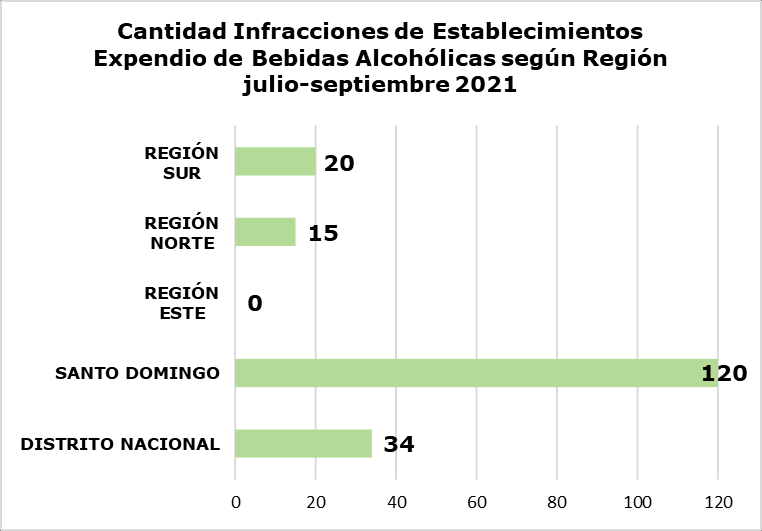 Cantidad Infracciones de Establecimientos
Expendio de Bebidas Alcohólicas según Región
julio-septiembre 2021
REGIÓN
SUR
20
REGIÓN
NORTE
15
REGIÓN
ESTE
0
SANTO DOMINGO
120
DISTRITO NACIONAL
34
0 20 40 60 80 100 120